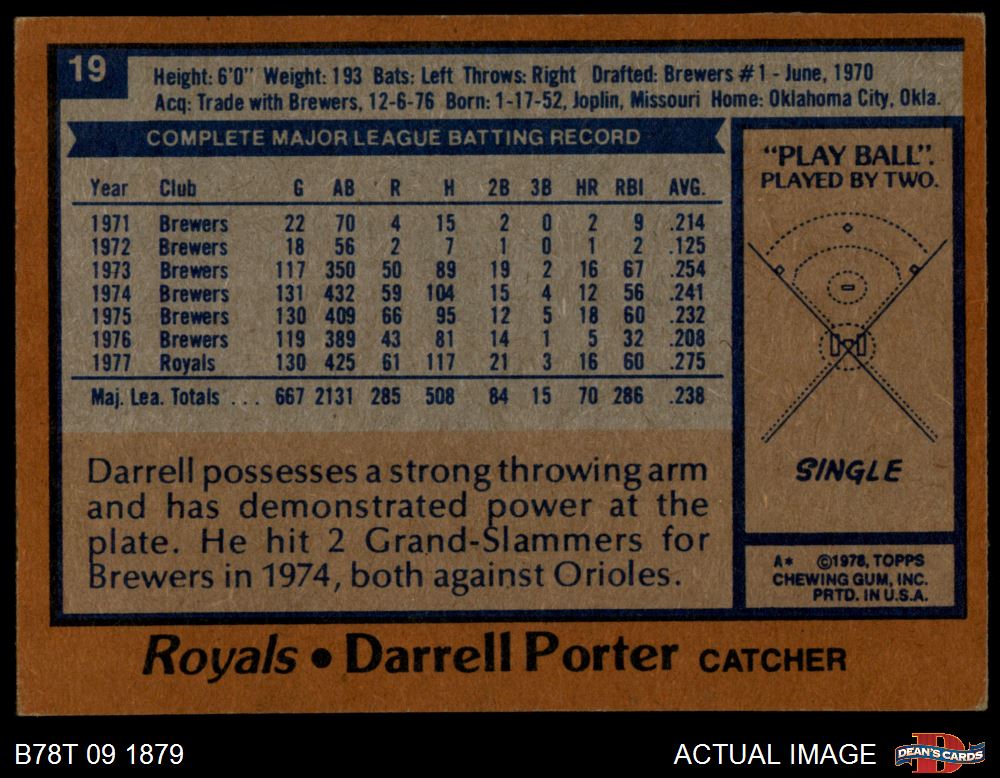 19
Height: 6'0" Weight: 193 Bats: Left Throws: Right Drafted: Brewers #1 - June, 1970
Acq: Trade with Brewers, 12-6-76 Born: 1-17-52, Joplin, Missouri Home: Oklahoma City, Okla.
COMPLETE MAJOR LEAGUE BATTING RECORD
Year Club G AB R H 2B 3B HR RBI AVG.
1971 Brewers 22 70 4 15 2 0 2 9 .214
1972 Brewers 18 56 2 7 1 0 1 2 .125
1973 Brewers 117 350 50 89 19 2 16 67 .254
1974 Brewers 131 432 59 104 15 4 12 56 .241
1975 Brewers 130 409 66 95 12 5 18 60 .232
1976 Brewers 119 389 43 81 14 1 5 32 .208
1977 Royals 130 425 61 117 21 3 16 60 .275
Maj. Lea. Totals . . . 667 2131 285 508 84 15 70 286 .238
Darrell possesses a strong throwing arm
and has demonstrated power at the
plate. He hit 2 Grand-Slammers for
Brewers in 1974, both against Orioles.
"PLAY BALL".
PLAYED BY TWO.
SINGLE
A* ©1978, TOPPS
CHEWING GUM, INC.
PRTD. IN U.S.A.
Royals • Darrell Porter CATCHER
B78T 09 1879
ACTUAL IMAGE
DEAN'S CARDS